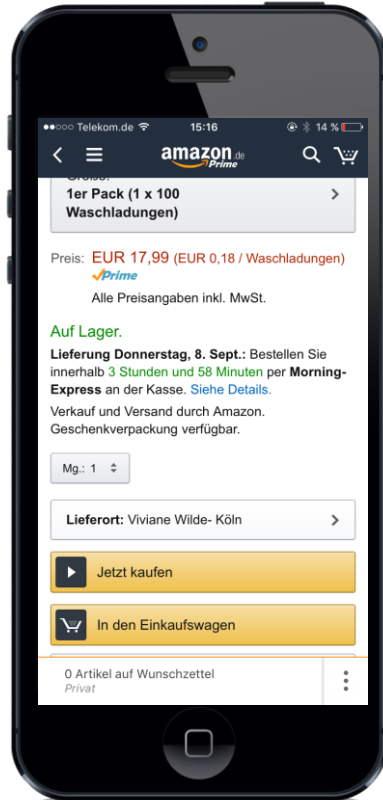 Telekom.de 15:16 14 %
amazon.de
Prime
Größe:
1er Pack (1 x 100
Waschladungen)
Preis: EUR 17,99 (EUR 0,18 / Waschladungen)
Prime
Alle Preisangaben inkl. MwSt.
Auf Lager.
Lieferung Donnerstag, 8. Sept.: Bestellen Sie
innerhalb 3 Stunden und 58 Minuten per Morning-
Express an der Kasse. Siehe Details.
Verkauf und Versand durch Amazon.
Geschenkverpackung verfügbar.
Mg.: 1
Lieferort: Viviane Wilde- Köln
Jetzt kaufen
In den Einkaufswagen
0 Artikel auf Wunschzettel
Privat